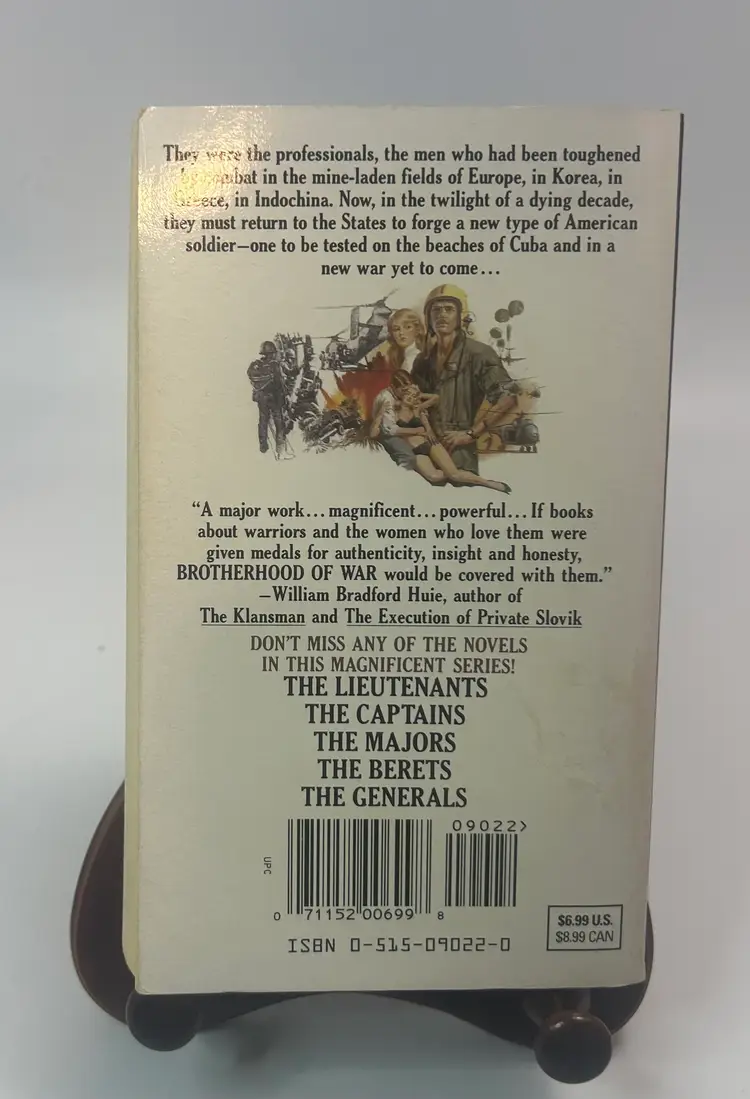 They were the professionals, the men who had been toughened
by combat in the mine-laden fields of Europe, in Korea, in
Greece, in Indochina. Now, in the twilight of a dying decade,
they must return to the States to forge a new type of American
soldier—one to be tested on the beaches of Cuba and in a
new war yet to come...
"A major work...magnificent...powerful...If books
about warriors and the women who love them were
given medals for authenticity, insight and honesty,
BROTHERHOOD OF WAR would be covered with them."
—William Bradford Huie, author of
The Klansman and The Execution of Private Slovik
DON'T MISS ANY OF THE NOVELS
IN THIS MAGNIFICENT SERIES!
THE LIEUTENANTS
THE CAPTAINS
THE MAJORS
THE BERETS
THE GENERALS
09022>
UPC
0 71152 00699 8
ISBN 0-515-09022-0
$6.99 U.S.
$8.99 CAN